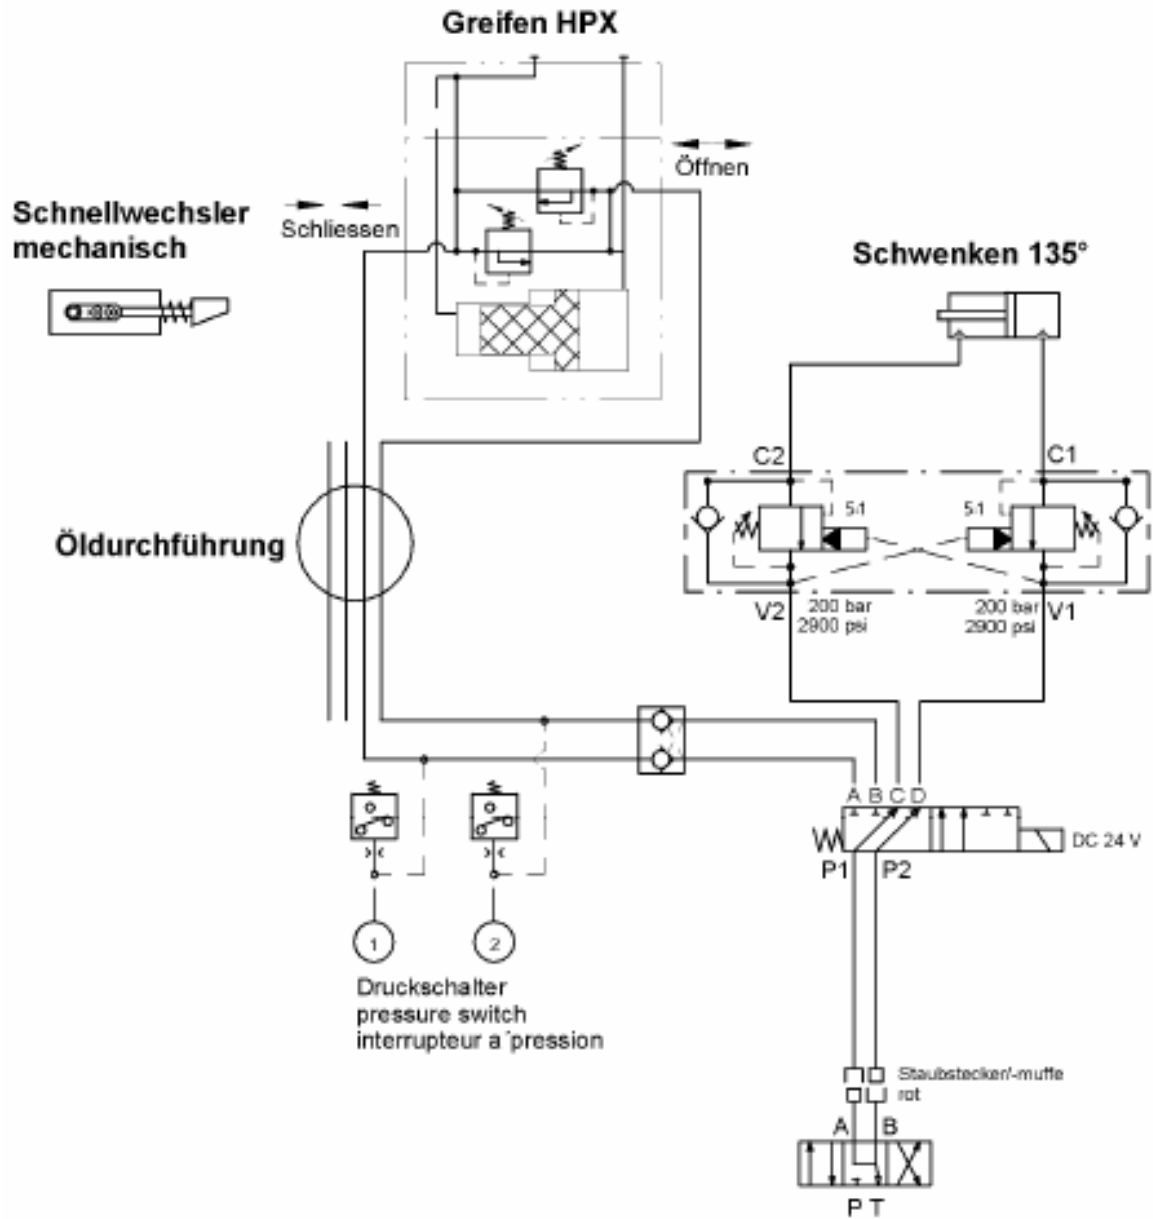 Greifen HPX
Öffnen
Schnellwechsler
mechanisch
Schliessen
Schwenken 135°
C2
C1
5:1
5:1
Öldurchführung
V2
200 bar
2900 psi
200 bar
2900 psi
V1
A B C D
DC 24 V
P1
P2
1
2
Druckschalter
pressure switch
interrupteur a´pression
Staubstecker/-muffe
rot
A
B
P T